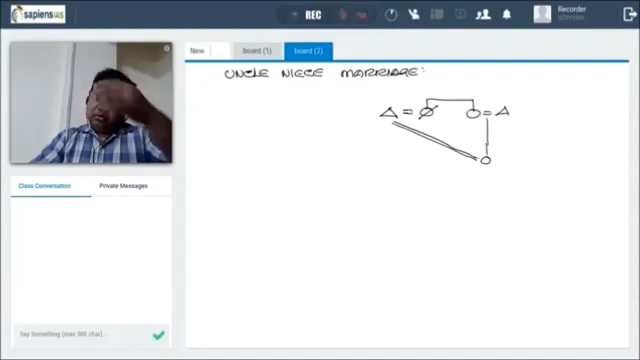 sapiensIAS
REC
Recorder
attendee
New
board (1)
board (2)
UNCLE NIECE MARRIAGE:
Class Conversation
Private Messages
Say Something (max 500 char)...